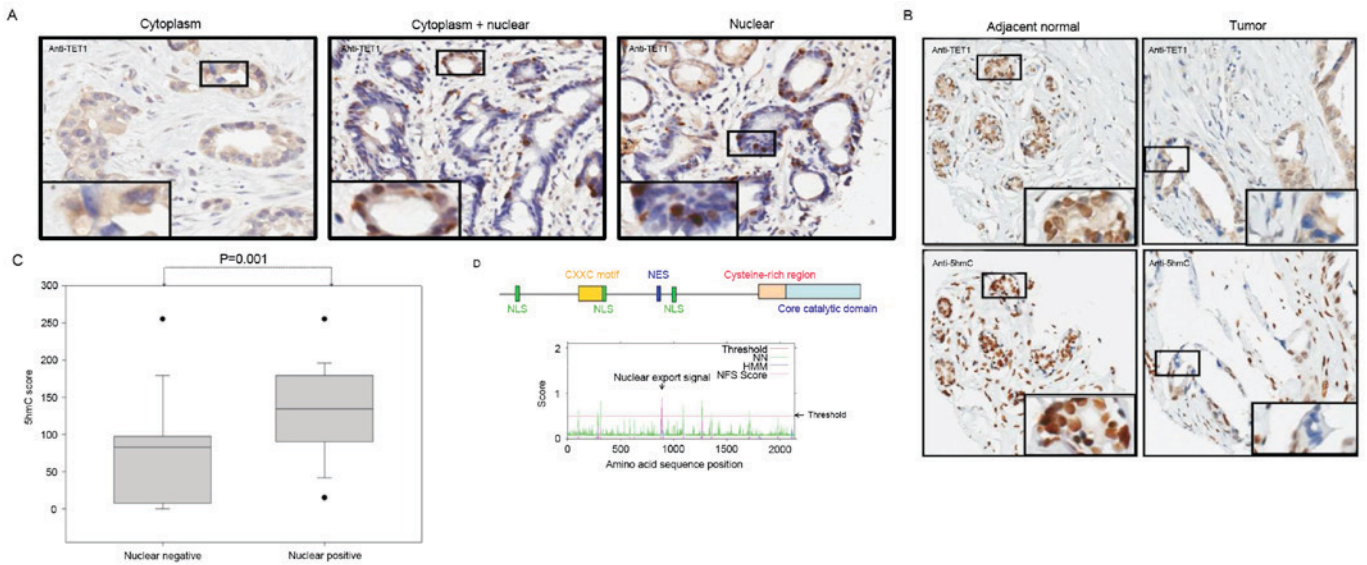 A
Cytoplasm
Cytoplasm + nuclear
Nuclear
Anti-TET1
Anti-TET1
Anti-TET1
B
Adjacent normal
Tumor
Anti-TET1
Anti-TET1
Anti-5hmC
Anti-5hmC
C
P=0.001
300
250
200
150
100
50
0
5hmC score
Nuclear negative
Nuclear positive
D
CXXC motif
NES
Cysteine-rich region
NLS
NLS
NLS
Core catalytic domain
2
1
0
Score
Threshold
NN
HMM
NFS Score
Nuclear export signal
Threshold
0
500
1000
1500
2000
Amino acid sequence position